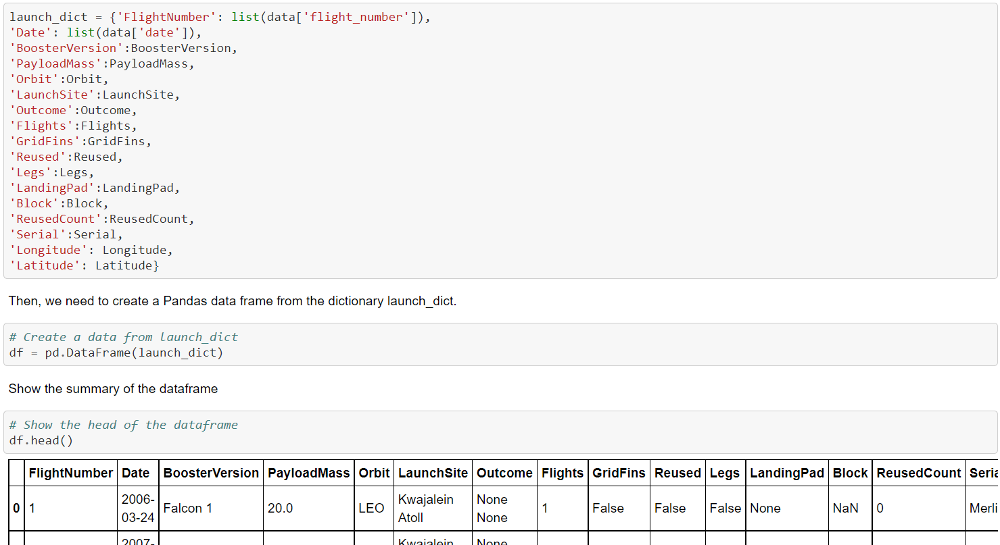 launch_dict = {'FlightNumber': list(data['flight_number']),
'Date': list(data['date']),
'BoosterVersion':BoosterVersion,
'PayloadMass':PayloadMass,
'Orbit':Orbit,
'LaunchSite':LaunchSite,
'Outcome':Outcome,
'Flights':Flights,
'GridFins':GridFins,
'Reused':Reused,
'Legs':Legs,
'LandingPad':LandingPad,
'Block':Block,
'ReusedCount':ReusedCount,
'Serial':Serial,
'Longitude': Longitude,
'Latitude': Latitude}
Then, we need to create a Pandas data frame from the dictionary launch_dict.
# Create a data from launch_dict
df = pd.DataFrame(launch_dict)
Show the summary of the dataframe
# Show the head of the dataframe
df.head()
FlightNumber Date BoosterVersion PayloadMass Orbit LaunchSite Outcome Flights GridFins Reused Legs LandingPad Block ReusedCount
0 1 2006-03-24 Falcon 1 20.0 LEO Kwajalein Atoll None None 1 False False False None NaN 0
2007- Kwajalein None